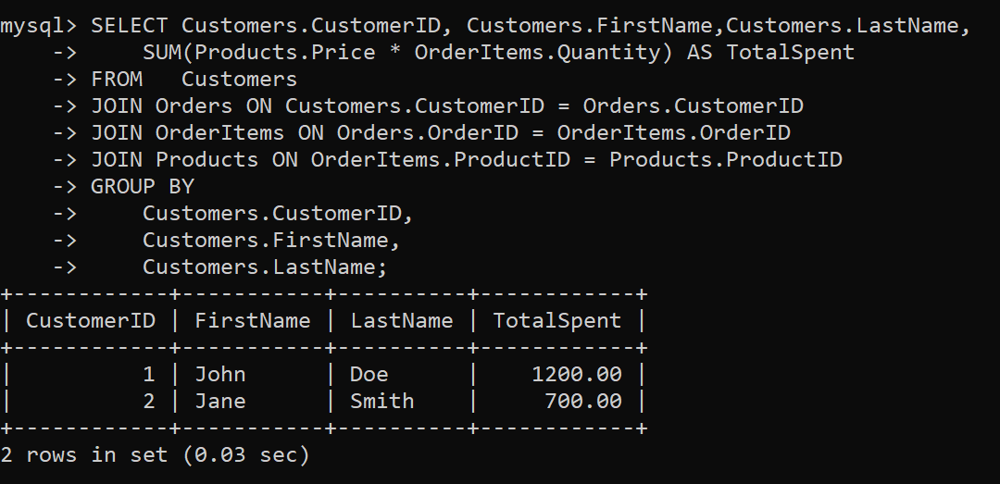 mysql> SELECT Customers.CustomerID, Customers.FirstName,Customers.LastName,
    ->     SUM(Products.Price * OrderItems.Quantity) AS TotalSpent
    -> FROM   Customers
    -> JOIN Orders ON Customers.CustomerID = Orders.CustomerID
    -> JOIN OrderItems ON Orders.OrderID = OrderItems.OrderID
    -> JOIN Products ON OrderItems.ProductID = Products.ProductID
    -> GROUP BY
    ->     Customers.CustomerID,
    ->     Customers.FirstName,
    ->     Customers.LastName;
+------------+-----------+----------+------------+
| CustomerID | FirstName | LastName | TotalSpent |
+------------+-----------+----------+------------+
|          1 | John      | Doe      |    1200.00 |
|          2 | Jane      | Smith    |     700.00 |
+------------+-----------+----------+------------+
2 rows in set (0.03 sec)